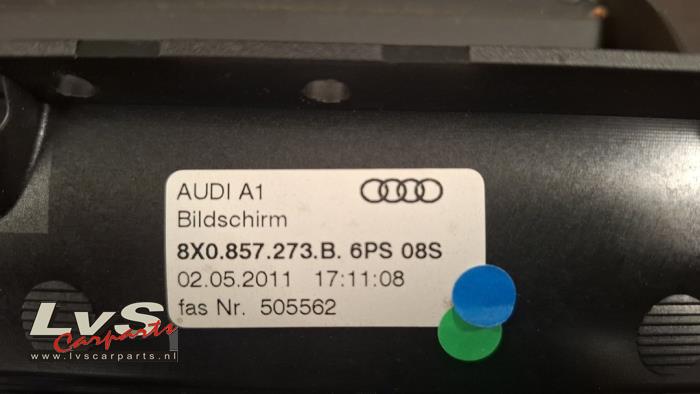 AUDI A1
Bildschirm
8X0.857.273.B. 6PS 08S
02.05.2011 17:11:08
fas Nr. 505562
LvS
Carparts
www.lvscarparts.nl